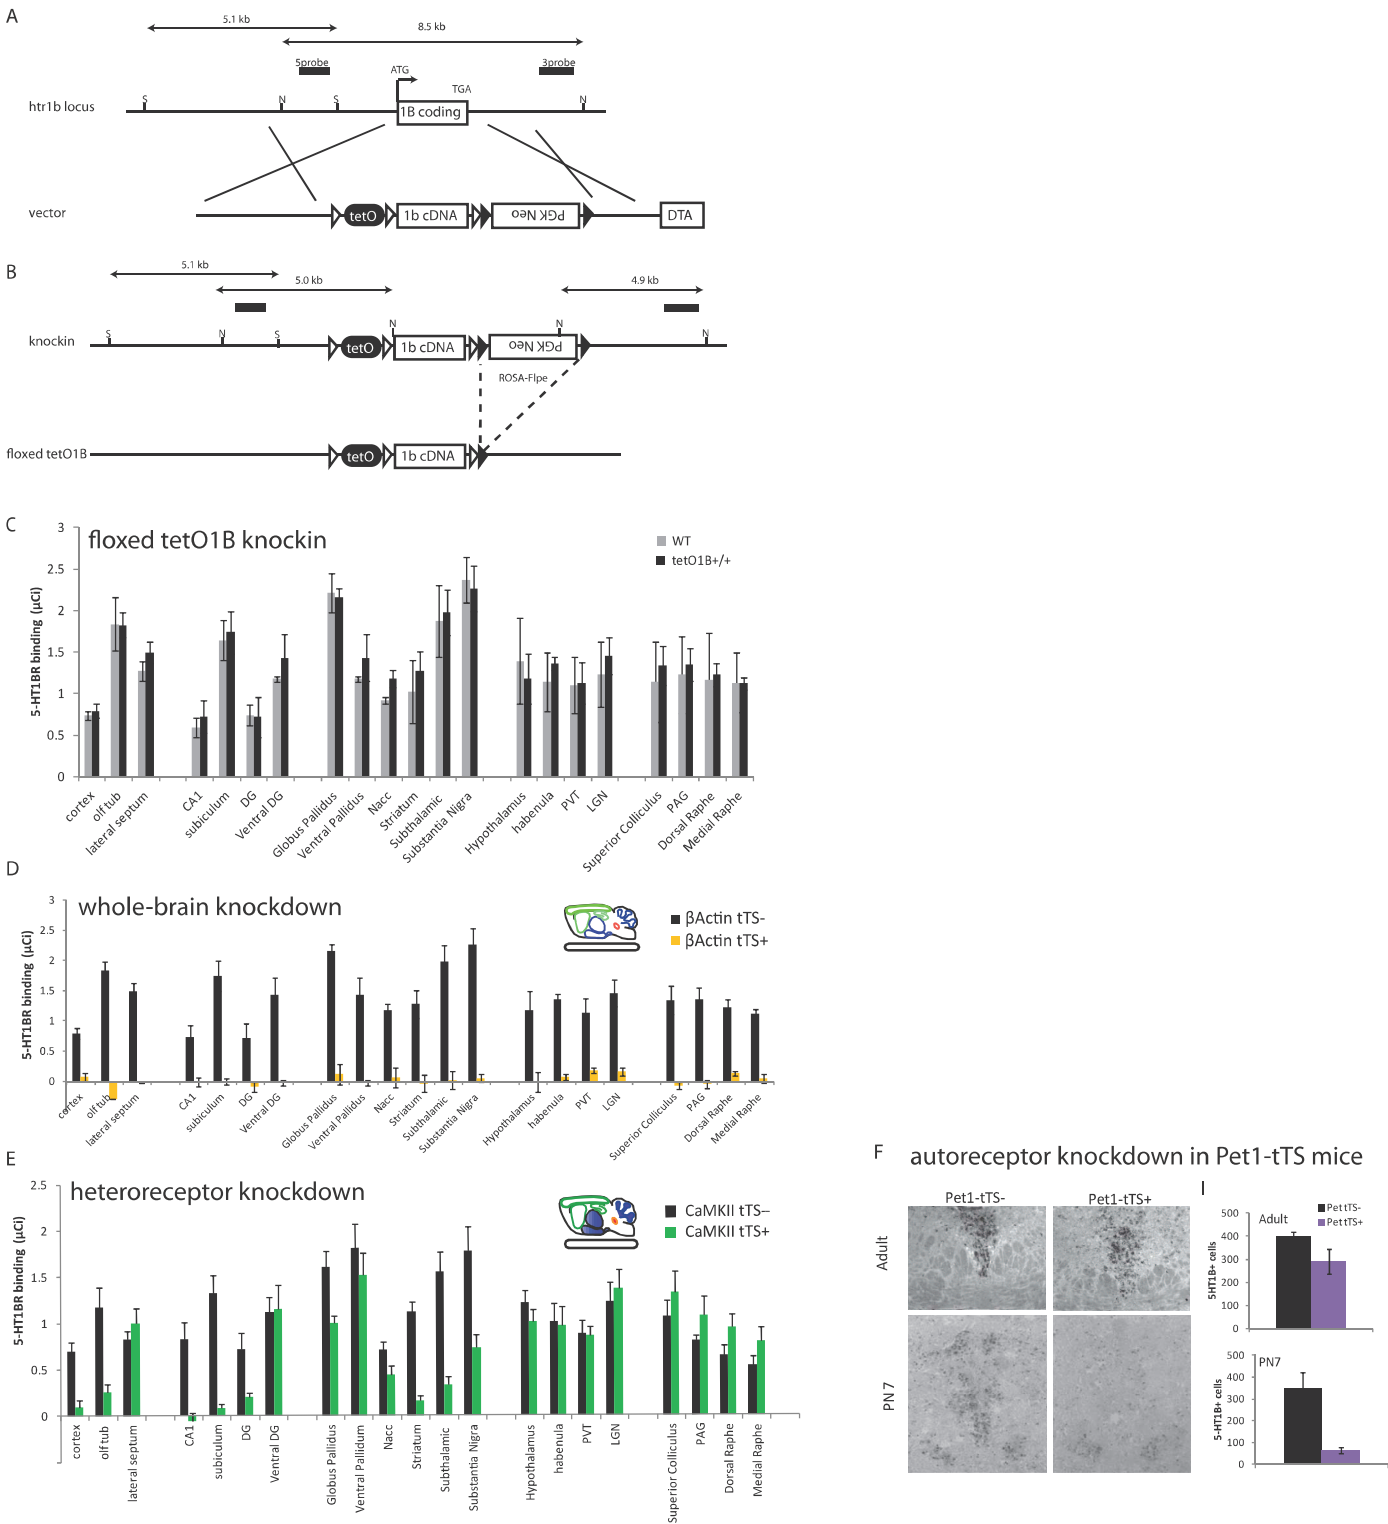 A
5.1 kb
8.5 kb
5probe
3probe
ATG
TGA
htr1b locus
S
N
S
N
1B coding
vector
tetO
1b cDNA
PGK Neo
DTA
B
5.1 kb
5.0 kb
4.9 kb
knockin
S
N
S
N
N
N
tetO
1b cDNA
PGK Neo
ROSA-Flpe
floxed tetO1B
tetO
1b cDNA
C
floxed tetO1B knockin
WT
tetO1B+/+
5-HT1BR binding (µCi)
3
2.5
2
1.5
1
0.5
0
cortex
olf tub
lateral septum
CA1
subiculum
DG
Ventral DG
Globus Pallidus
Ventral Pallidus
Nacc
Striatum
Subthalamic
Substantia Nigra
Hypothalamus
habenula
PVT
LGN
Superior Colliculus
PAG
Dorsal Raphe
Medial Raphe
D
whole-brain knockdown
βActin tTS-
βActin tTS+
5-HT1BR binding (µCi)
3
2.5
2
1.5
1
0.5
0
cortex
olf tub
lateral septum
CA1
subiculum
DG
Ventral DG
Globus Pallidus
Ventral Pallidus
Nacc
Striatum
Subthalamic
Substantia Nigra
Hypothalamus
habenula
PVT
LGN
Superior Colliculus
PAG
Dorsal Raphe
Medial Raphe
E
heteroreceptor knockdown
CaMKII tTS--
CaMKII tTS+
5-HT1BR binding (µCi)
2.5
2
1.5
1
0.5
0
cortex
olf tub
lateral septum
CA1
subiculum
DG
Ventral DG
Globus Pallidus
Ventral Pallidum
Nacc
Striatum
Subthalamic
Substantia Nigra
Hypothalamus
habenula
PVT
LGN
Superior Colliculus
PAG
Dorsal Raphe
Medial Raphe
F
autoreceptor knockdown in Pet1-tTS mice
Pet1-tTS-
Pet1-tTS+
Adult
PN 7
Adult
Pet tTS-
Pet tTS+
5HT1B+ cells
500
400
300
200
100
0
PN7
5-HT1B+ cells
500
400
300
200
100
0